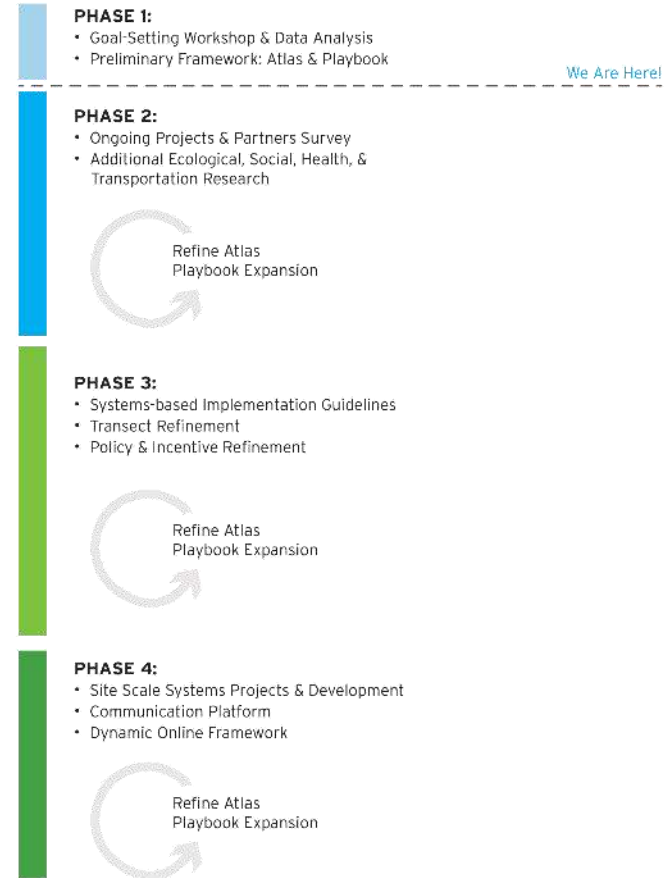 PHASE 1:
• Goal-Setting Workshop & Data Analysis
• Preliminary Framework: Atlas & Playbook
We Are Here!
PHASE 2:
• Ongoing Projects & Partners Survey
• Additional Ecological, Social, Health, &
Transportation Research
Refine Atlas
Playbook Expansion
PHASE 3:
• Systems-based Implementation Guidelines
• Transect Refinement
• Policy & Incentive Refinement
Refine Atlas
Playbook Expansion
PHASE 4:
• Site Scale Systems Projects & Development
• Communication Platform
• Dynamic Online Framework
Refine Atlas
Playbook Expansion